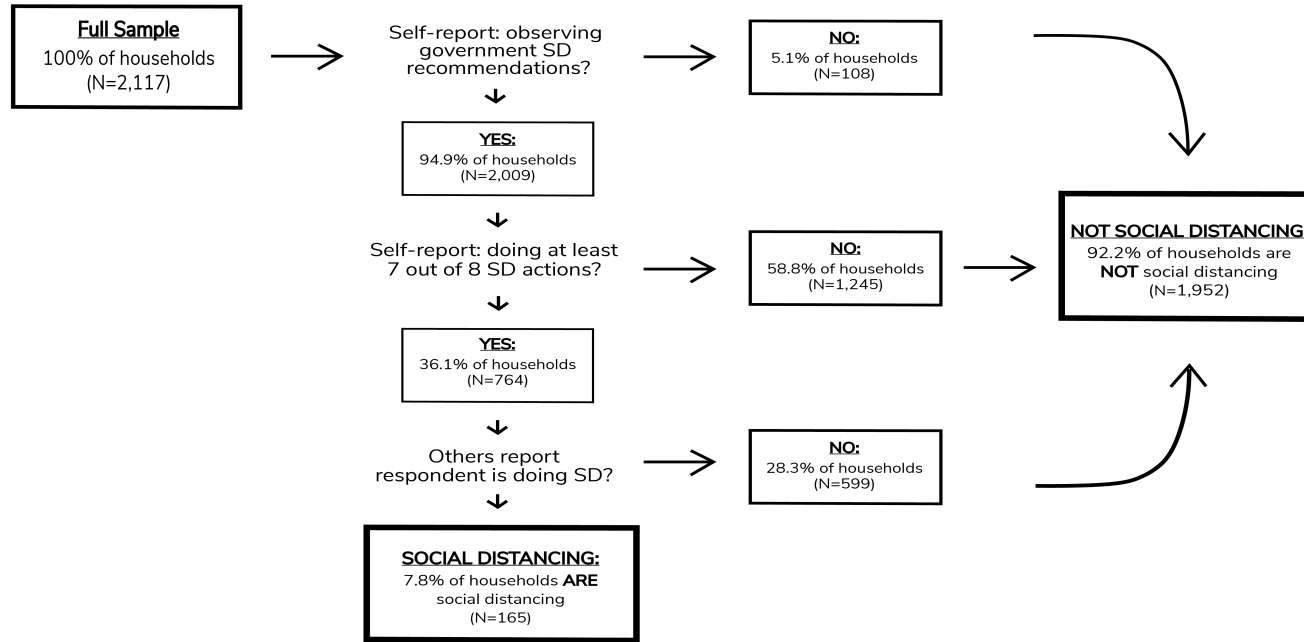 Full Sample
100% of households
(N=2,117)
Self-report: observing
government SD
recommendations?
NO:
5.1% of households
(N=108)
YES:
94.9% of households
(N=2,009)
Self-report: doing at least
7 out of 8 SD actions?
NO:
58.8% of households
(N=1,245)
NOT SOCIAL DISTANCING
92.2% of households are
NOT social distancing
(N=1,952)
YES:
36.1% of households
(N=764)
Others report
respondent is doing SD?
NO:
28.3% of households
(N=599)
SOCIAL DISTANCING:
7.8% of households ARE
social distancing
(N=165)